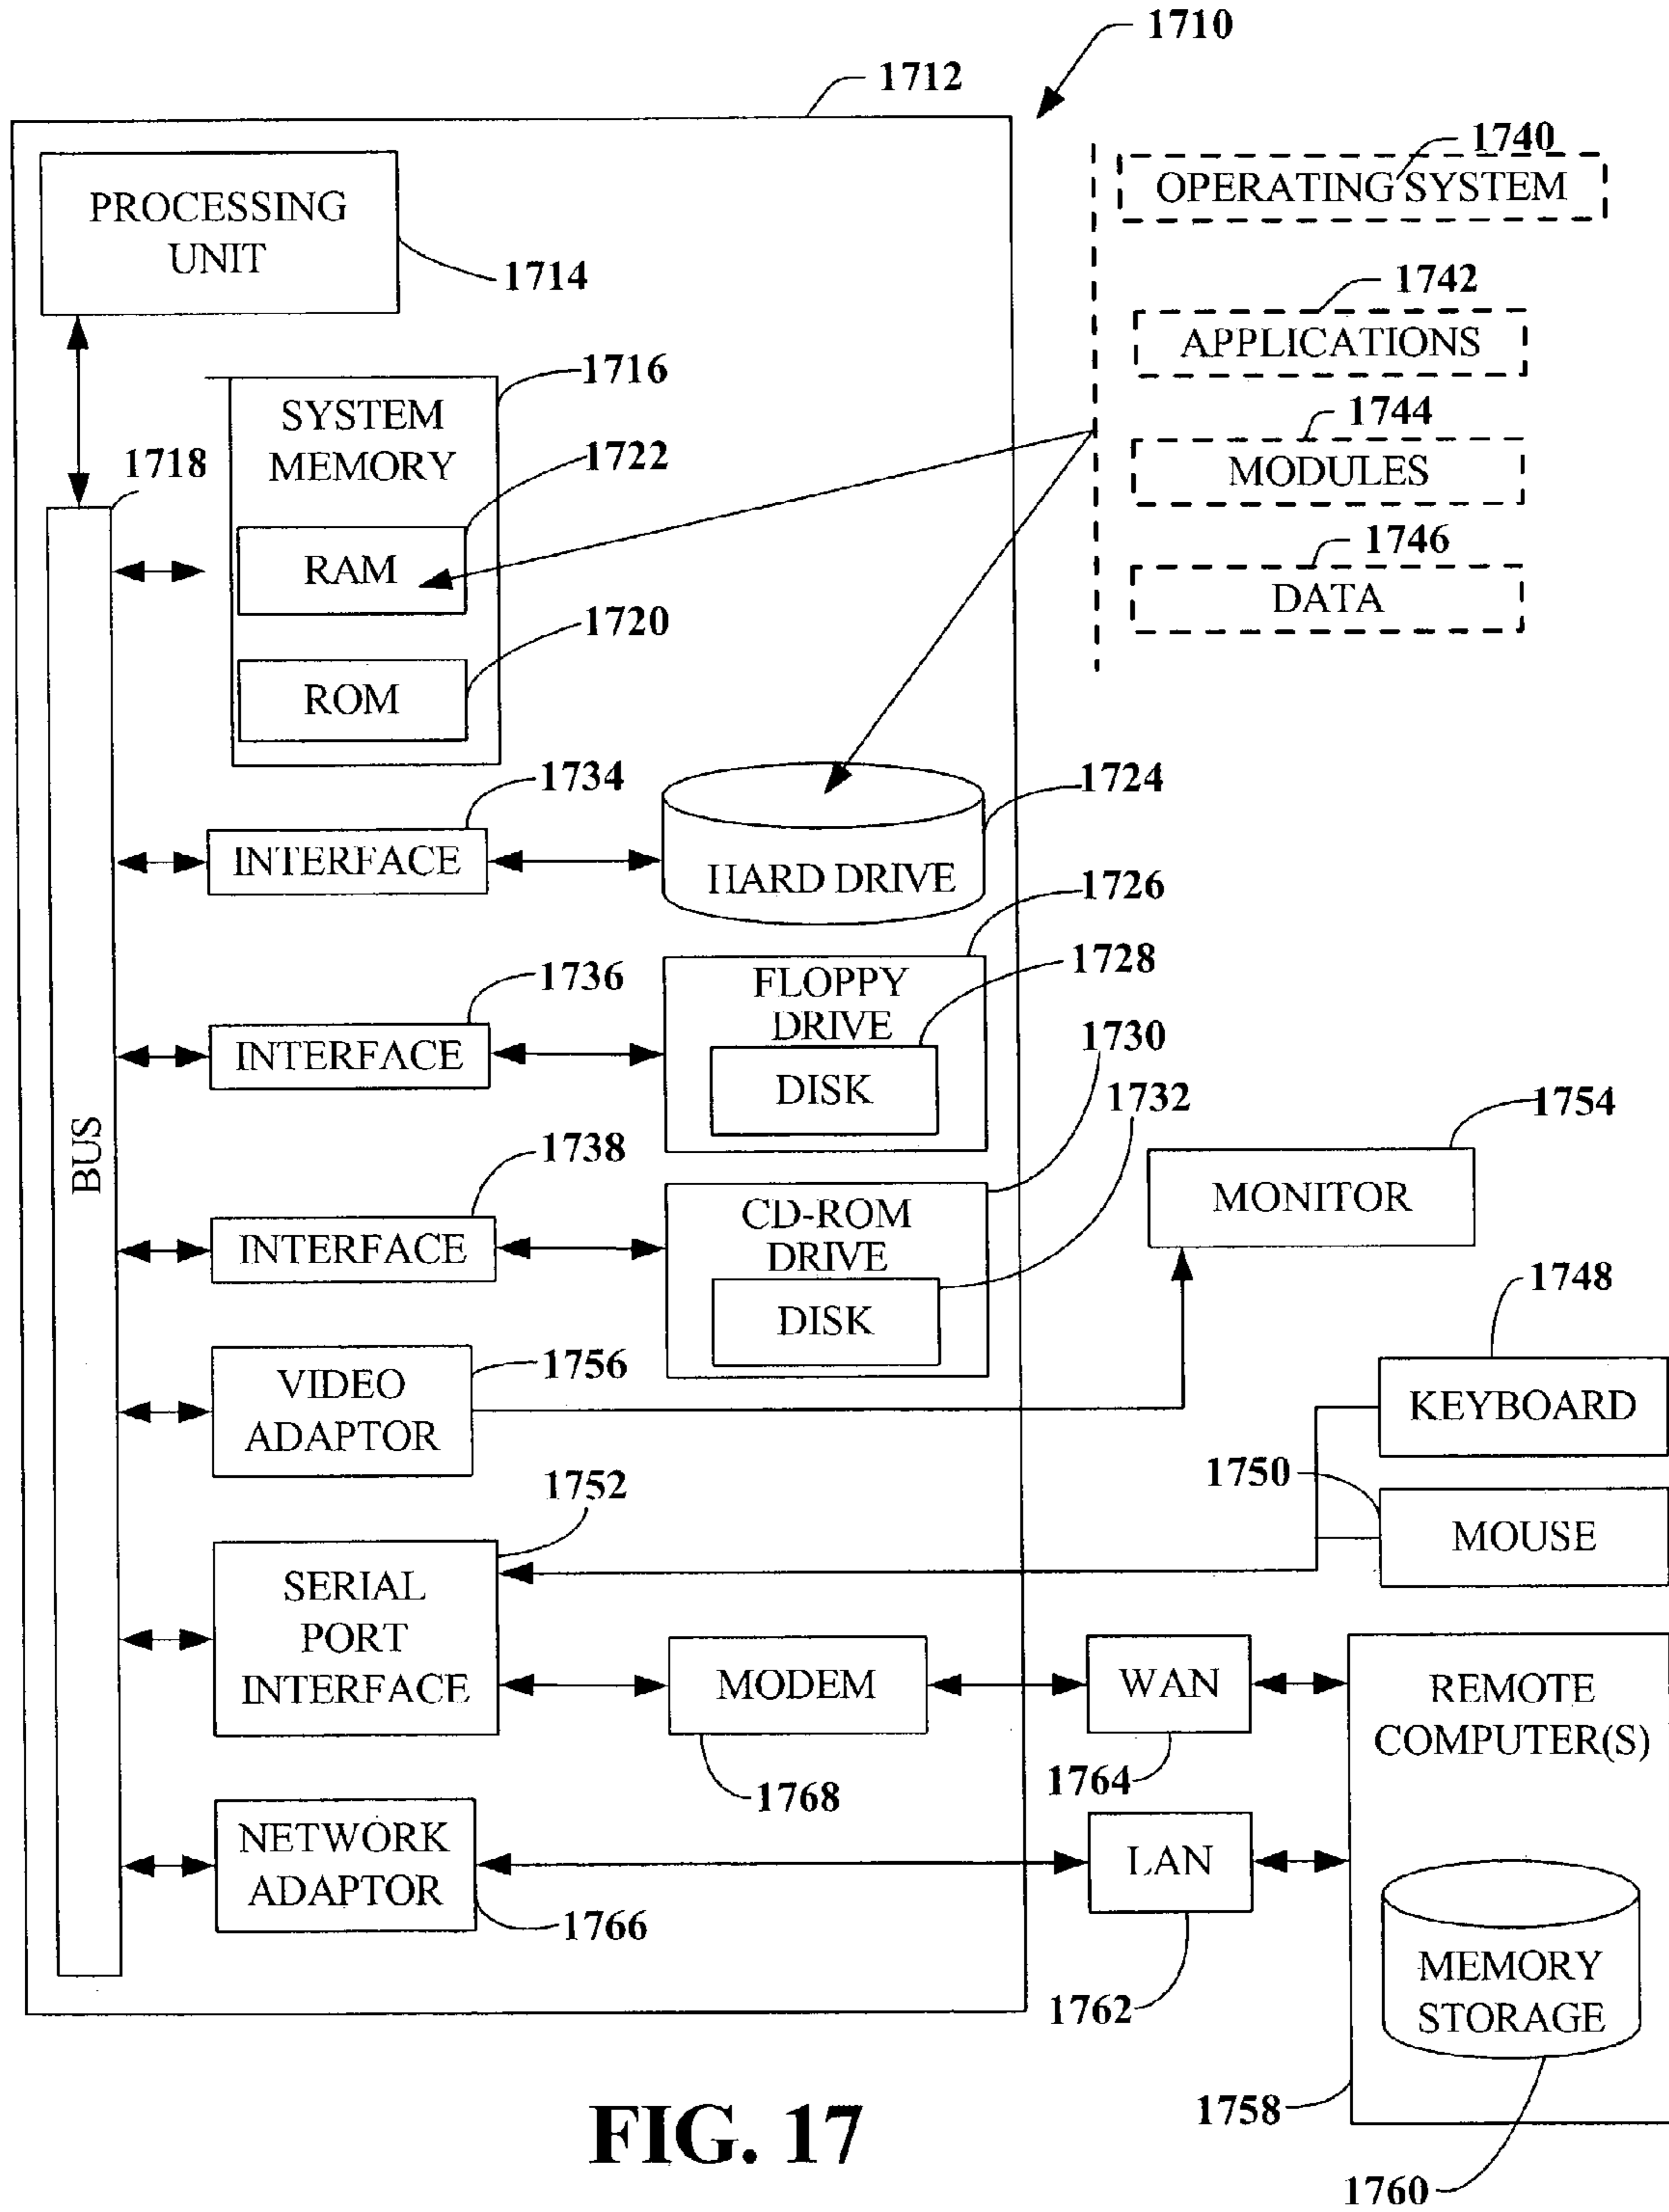 1710
1712
1740
OPERATING SYSTEM
PROCESSING
UNIT
1714
1742
APPLICATIONS
1716
SYSTEM
MEMORY
1744
MODULES
1718
1722
RAM
1746
DATA
1720
ROM
1734
INTERFACE
1724
HARD DRIVE
1726
1736
INTERFACE
FLOPPY
DRIVE
1728
DISK
1730
1732
BUS
1738
INTERFACE
CD-ROM
DRIVE
DISK
1754
MONITOR
1748
KEYBOARD
1756
VIDEO
ADAPTOR
1750
MOUSE
1752
SERIAL
PORT
INTERFACE
MODEM
1768
WAN
1764
REMOTE
COMPUTER(S)
NETWORK
ADAPTOR
1766
LAN
1762
MEMORY
STORAGE
1758
1760
FIG. 17